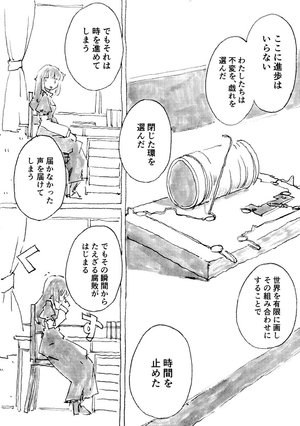 ここに進歩は
いらない
わたしたちは
不変を、戯れを
選んだ
閉じた環を
選んだ
世界を有限に画し
その組み合わせに
することで
時間を
止めた
でもそれは
時を進めて
しまう
届かなかった
声を届けて
しまう
でもその瞬間から
たえざる腐敗が
はじまる